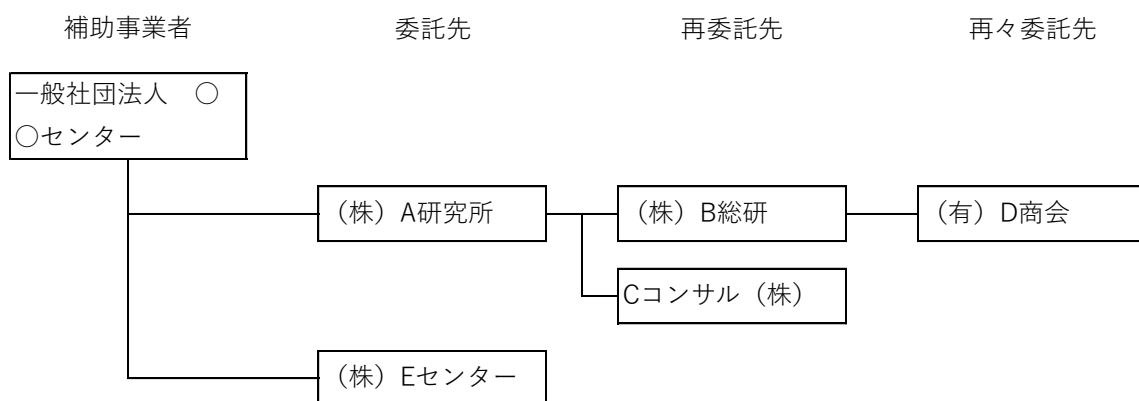 補助事業者　委託先　再委託先　再々委託先
一般社団法人　○
○センター
（株）A研究所　（株）B総研　（有）D商会
Cコンサル（株）
（株）Eセンター